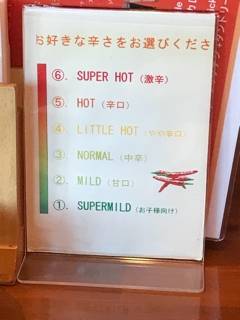 お好きな辛さをお選びくださ
⑥. SUPER HOT (激辛)
⑤. HOT (辛口)
④. LITTLE HOT (やや辛口)
③. NORMAL (中辛)
②. MILD (甘口)
①. SUPERMILD (お子様向け)